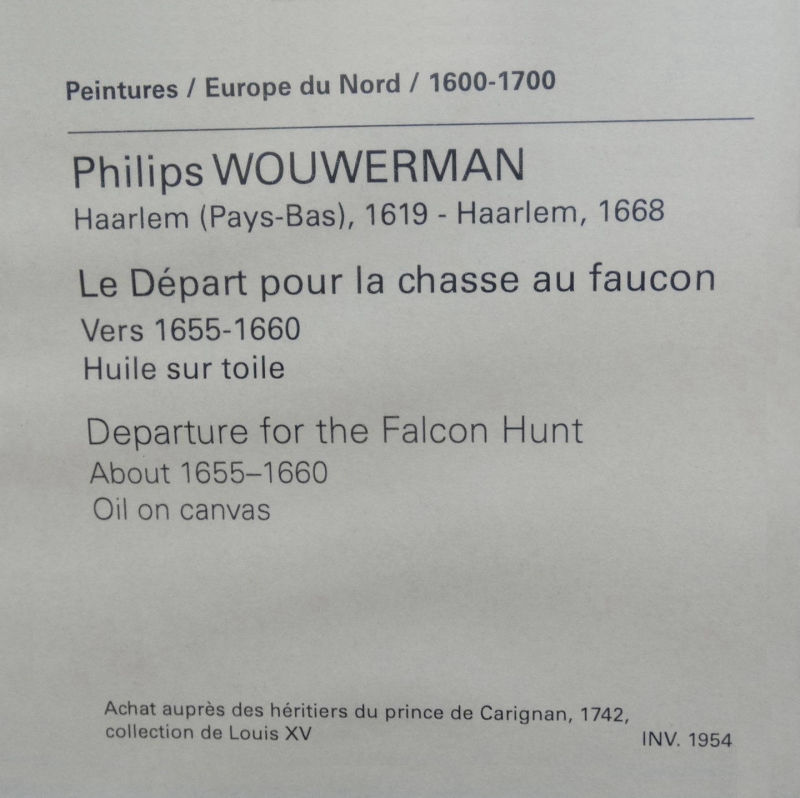 Peintures / Europe du Nord / 1600-1700
Philips WOUWERMAN
Haarlem (Pays-Bas), 1619 - Haarlem, 1668
Le Départ pour la chasse au faucon
Vers 1655-1660
Huile sur toile
Departure for the Falcon Hunt
About 1655–1660
Oil on canvas
Achat auprès des héritiers du prince de Carignan, 1742,
collection de Louis XV
INV. 1954